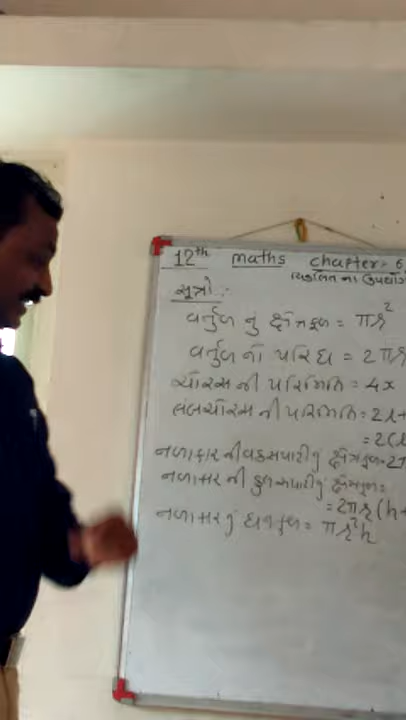 12th maths chapter-6
વિકલિત ના ઉપયોગ
સૂત્રો :-
વર્તુળ નું ક્ષેત્રફળ = πr²
વર્તુળ નો પરિઘ = 2πr
ચોરસ ની પરિમિતિ = 4x
લંબચોરસ ની પરિમિતિ = 2l+
= 2(l
નળાકાર ની વક્રસપાટીનું ક્ષેત્રફળ = 2π
નળાકાર ની કુલ સપાટીનું ક્ષેત્રફળ =
= 2πr(h+
નળાકાર નું ઘનફળ = πr²h